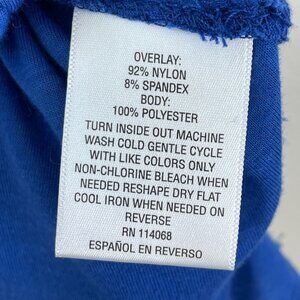 OVERLAY:
92% NYLON
8% SPANDEX
BODY:
100% POLYESTER
TURN INSIDE OUT MACHINE
WASH COLD GENTLE CYCLE
WITH LIKE COLORS ONLY
NON-CHLORINE BLEACH WHEN
NEEDED RESHAPE DRY FLAT
COOL IRON WHEN NEEDED ON
REVERSE
RN 114068
ESPAÑOL EN REVERSO